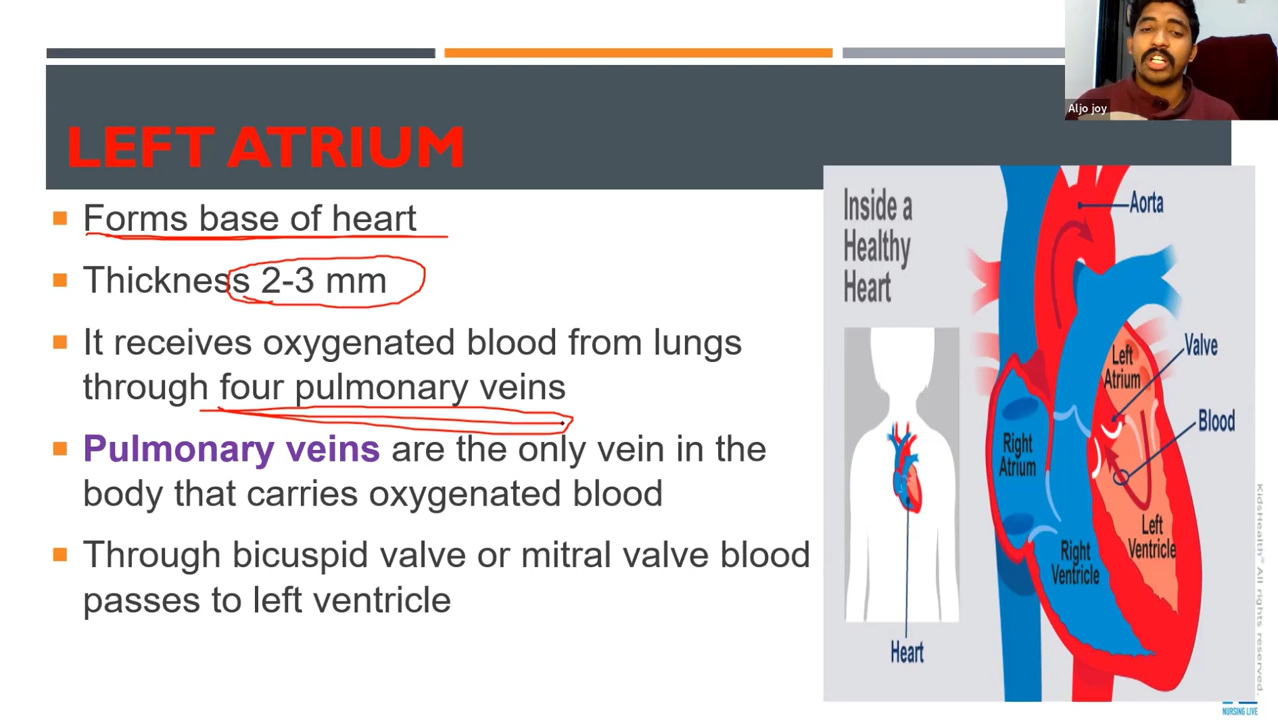 Aljo joy
LEFT ATRIUM
Forms base of heart
Thickness 2-3 mm
It receives oxygenated blood from lungs
through four pulmonary veins
Pulmonary veins are the only vein in the
body that carries oxygenated blood
Through bicuspid valve or mitral valve blood
passes to left ventricle
Inside a
Healthy
Heart
Aorta
Left
Atrium
Valve
Blood
Right
Atrium
Left
Ventricle
Right
Ventricle
Heart
KidsHealth® All rights reserved.
NURSING LIVE